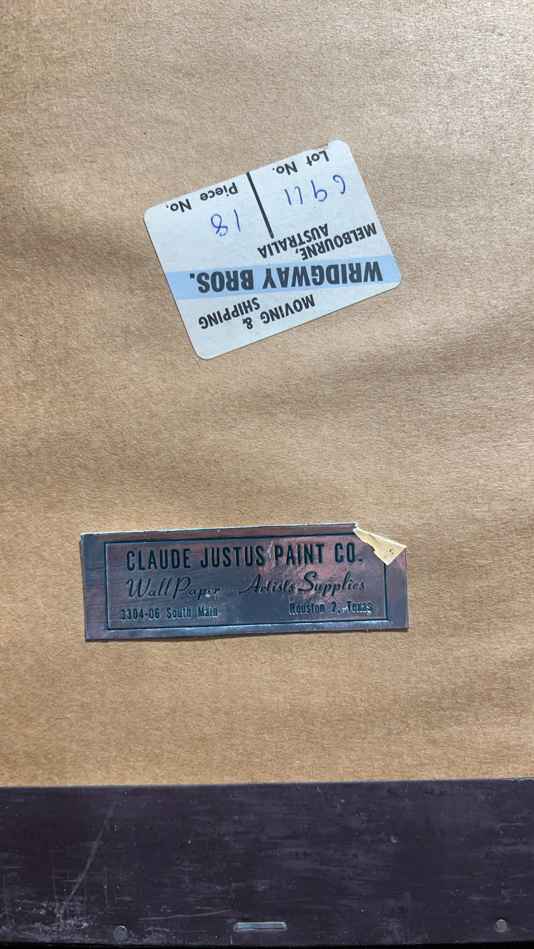 MOVING &
SHIPPING
WRIDGWAY BROS.
MELBOURNE,
AUSTRALIA
6911 18
Lot No. Piece No.
CLAUDE JUSTUS PAINT CO.
Wall Paper Artists Supplies
3304-06 South Main Houston 2, Texas